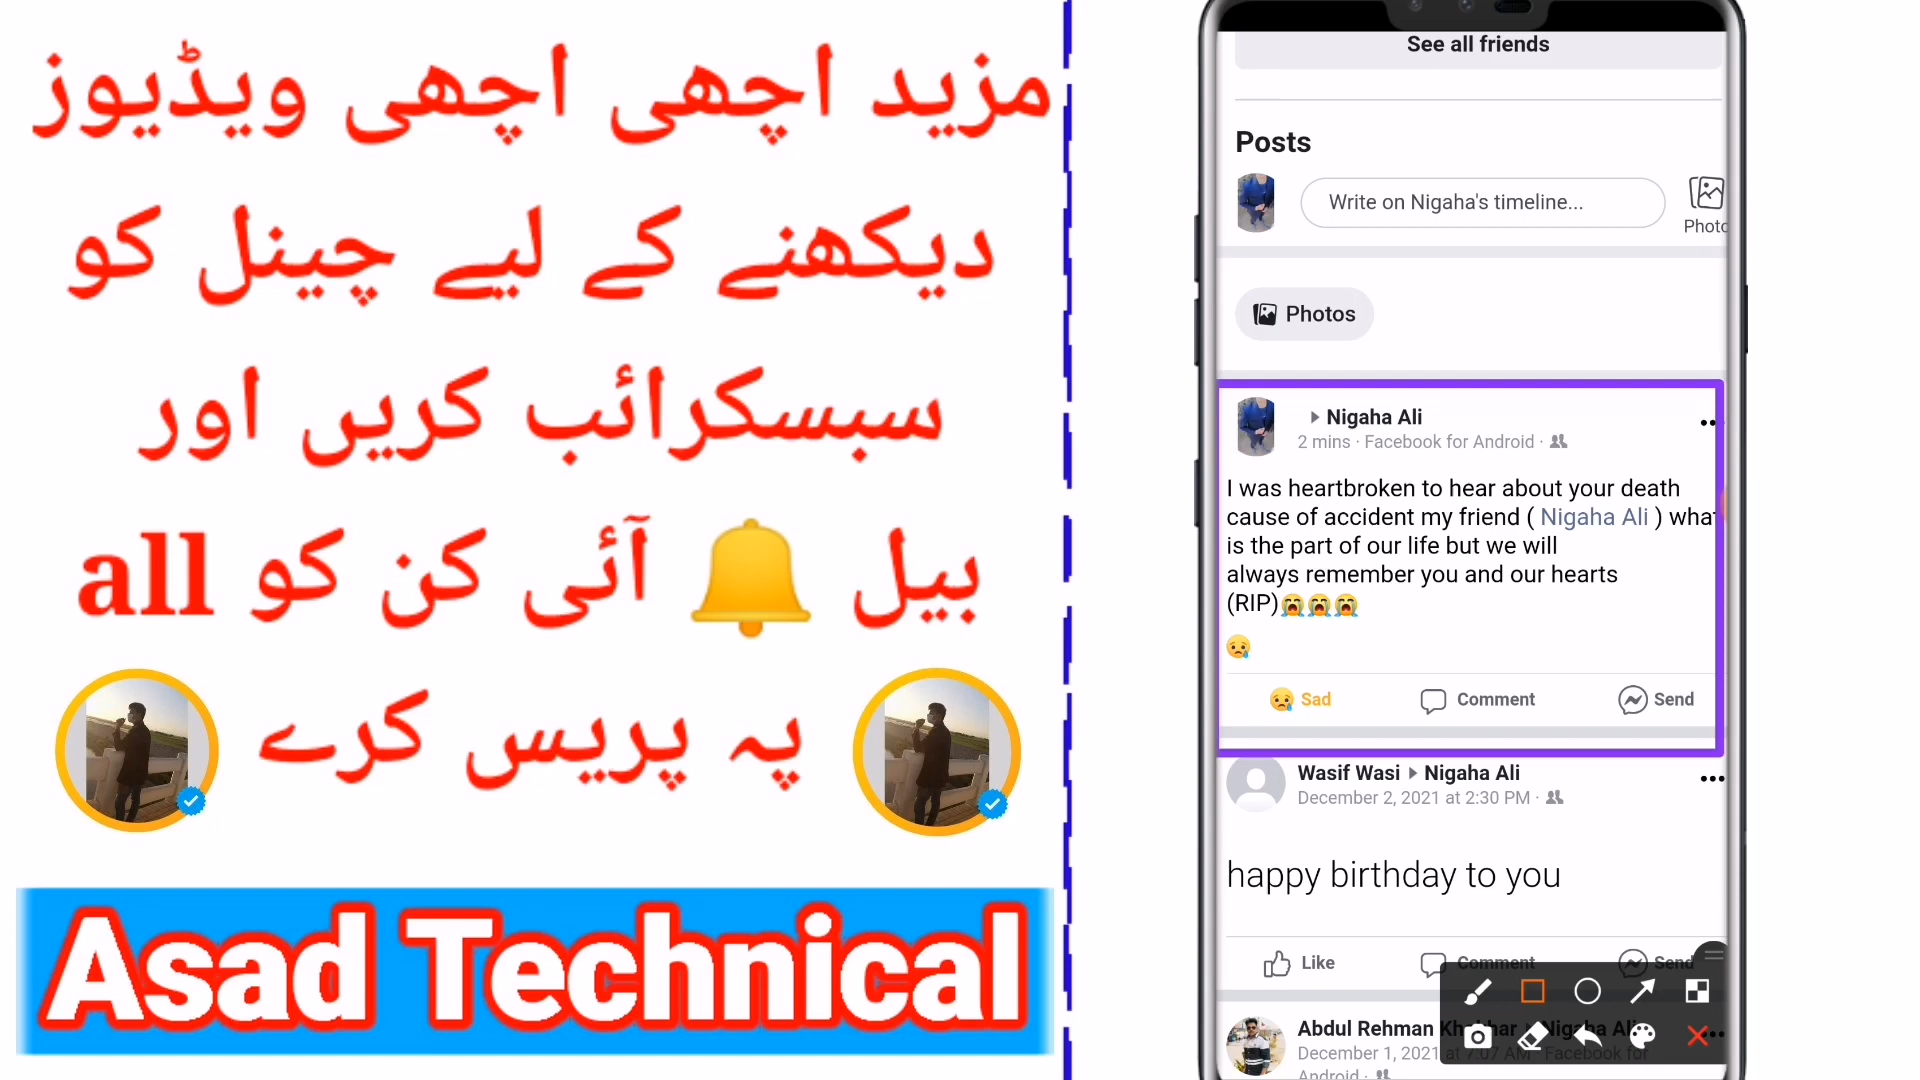 مزید اچھی اچھی ویڈیوز
دیکھنے کے لیے چینل کو
سبسکرائب کریں اور
بیل 🔔 آئی کن کو all
پہ پریس کرے
Asad Technical
See all friends
Posts
Write on Nigaha's timeline...
Photo
Photos
Nigaha Ali
2 mins · Facebook for Android ·
I was heartbroken to hear about your death
cause of accident my friend ( Nigaha Ali ) what
is the part of our life but we will
always remember you and our hearts
(RIP)😭😭😭
😢
Sad Comment Send
Wasif Wasi ▸ Nigaha Ali
December 2, 2021 at 2:30 PM ·
happy birthday to you
Like Comment Send
Abdul Rehman Nigaha Ali
December 1, 2021 at 7:07 AM · Facebook for
Android ·